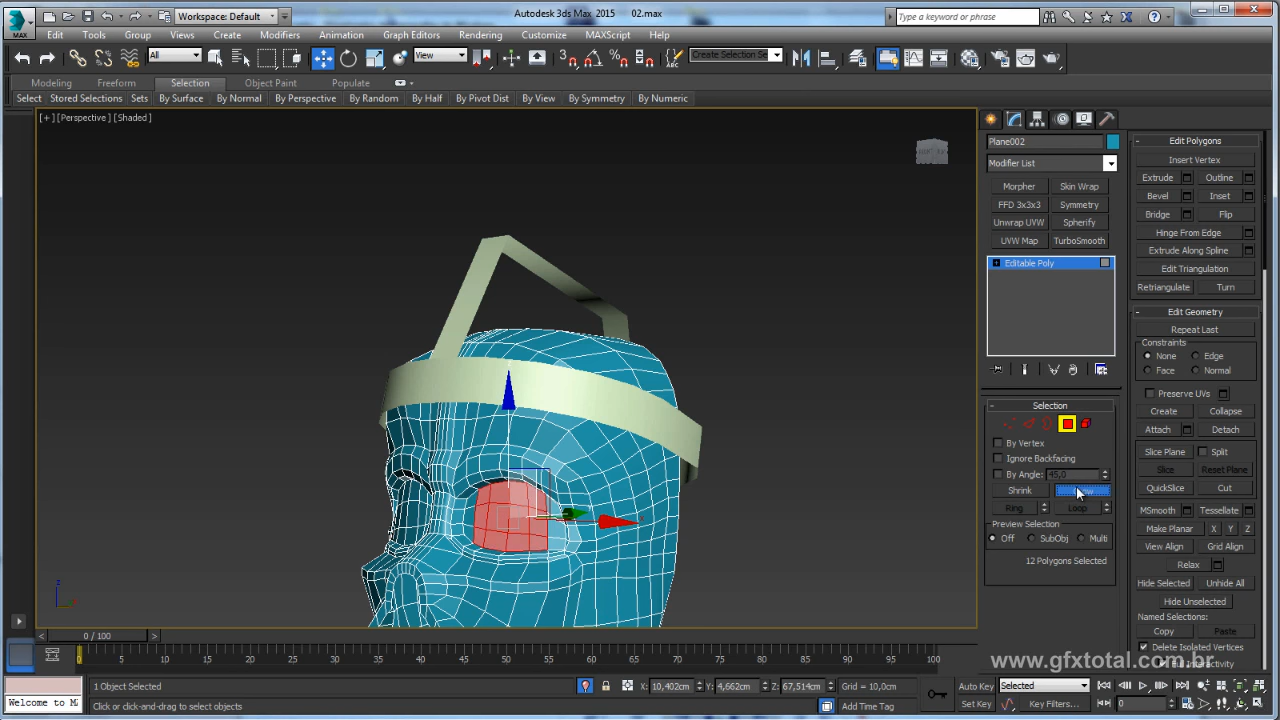 Workspace: Default
Autodesk 3ds Max 2015    02.max
Type a keyword or phrase
MAX
Edit Tools Group Views Create Modifiers Animation Graph Editors Rendering Customize MAXScript Help
All View Create Selection Se
Modeling Freeform Selection Object Paint Populate
Select Stored Selections Sets By Surface By Normal By Perspective By Random By Half By Pivot Dist By View By Symmetry By Numeric
[+] [Perspective] [Shaded]
Plane002
Modifier List
Morpher Skin Wrap
FFD 3x3x3 Symmetry
Unwrap UVW Spherify
UVW Map TurboSmooth
Editable Poly
Selection
By Vertex
Ignore Backfacing
By Angle: 45,0
Shrink
Ring Loop
Preview Selection
Off SubObj Multi
12 Polygons Selected
Edit Polygons
Insert Vertex
Extrude Outline
Bevel Inset
Bridge Flip
Hinge From Edge
Extrude Along Spline
Edit Triangulation
Retriangulate Turn
Edit Geometry
Repeat Last
Constraints
None Edge
Face Normal
Preserve UVs
Create Collapse
Attach Detach
Slice Plane Split
Slice Reset Plane
QuickSlice Cut
MSmooth Tessellate
Make Planar X Y Z
View Align Grid Align
Relax
Hide Selected Unhide All
Hide Unselected
Named Selections:
Copy Paste
Delete Isolated Vertices
Full Interactivity
www.gfxtotal.com.br
z
0 / 100
0 5 10 15 20 25 30 35 40 45 50 55 60 65 70 75 80 85 90 95 100
1 Object Selected X: 10,402cm Y: 4,662cm Z: 67,514cm Grid = 10,0cm Auto Key Selected
Welcome to M
Click or click-and-drag to select objects Add Time Tag Set Key Key Filters... 0